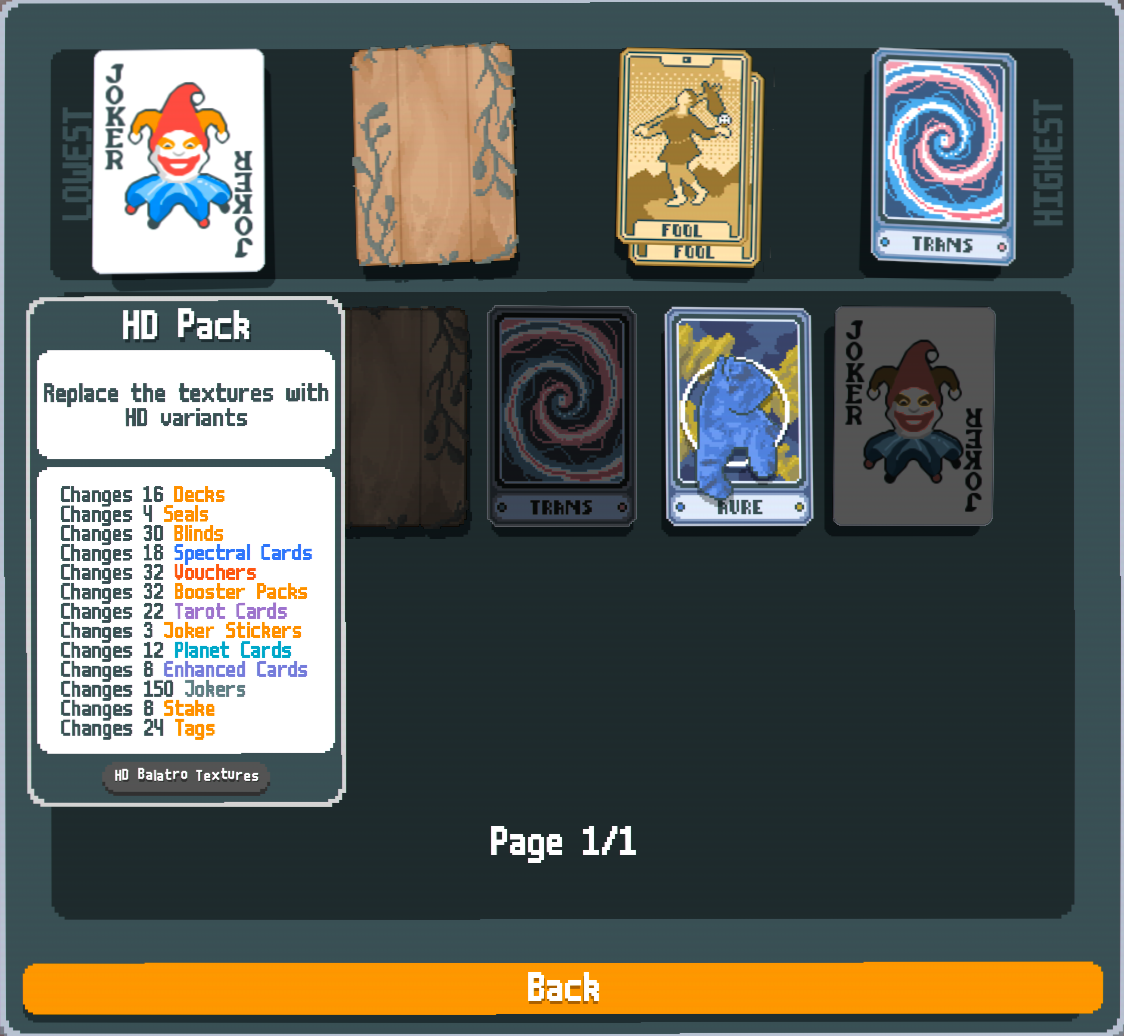 LOWEST
JOKER
JOKER
FOOL
FOOL
TRANS
HIGHEST
HD Pack
Replace the textures with
HD variants
Changes 16 Decks
Changes 4 Seals
Changes 30 Blinds
Changes 18 Spectral Cards
Changes 32 Vouchers
Changes 32 Booster Packs
Changes 22 Tarot Cards
Changes 3 Joker Stickers
Changes 12 Planet Cards
Changes 8 Enhanced Cards
Changes 150 Jokers
Changes 8 Stake
Changes 24 Tags
HD Balatro Textures
TRANS
AURE
JOKER
JOKER
Page 1/1
Back